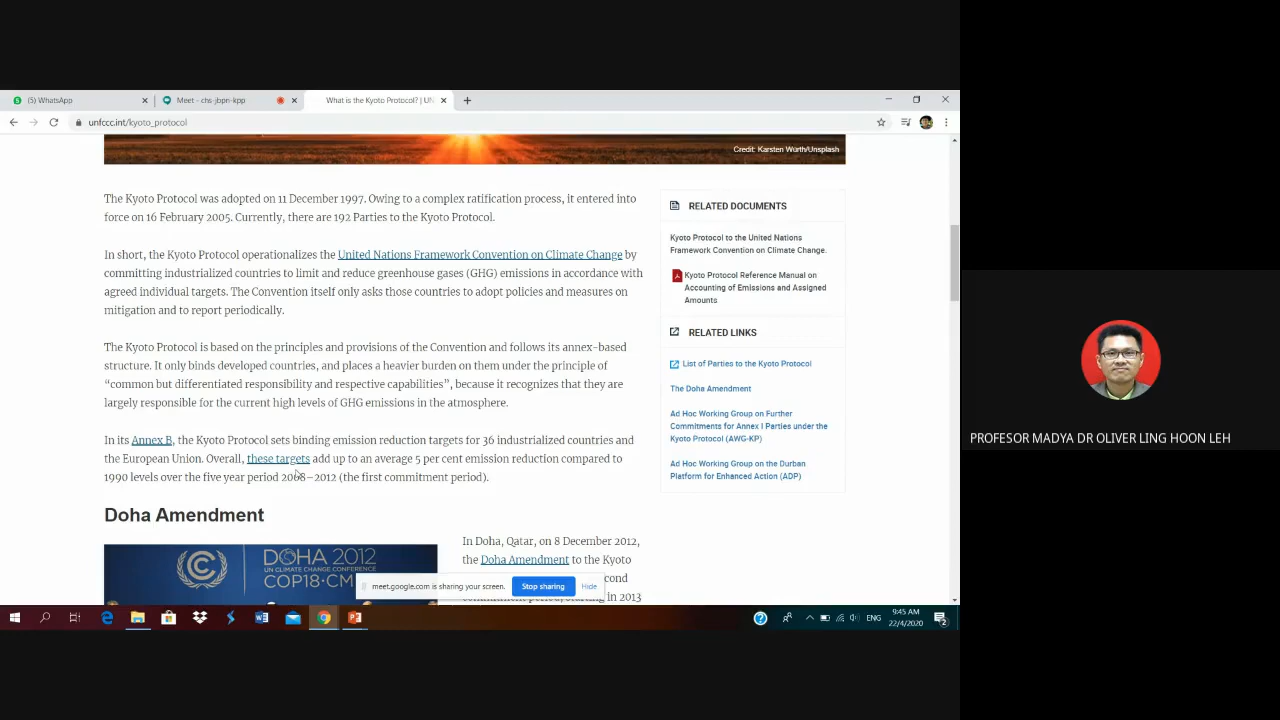 (5) WhatsApp
Meet - chs-jbpn-kpp
What is the Kyoto Protocol? | UN
unfccc.int/kyoto_protocol
Credit: Karsten Würth/Unsplash
The Kyoto Protocol was adopted on 11 December 1997. Owing to a complex ratification process, it entered into
force on 16 February 2005. Currently, there are 192 Parties to the Kyoto Protocol.
In short, the Kyoto Protocol operationalizes the United Nations Framework Convention on Climate Change by
committing industrialized countries to limit and reduce greenhouse gases (GHG) emissions in accordance with
agreed individual targets. The Convention itself only asks those countries to adopt policies and measures on
mitigation and to report periodically.
The Kyoto Protocol is based on the principles and provisions of the Convention and follows its annex-based
structure. It only binds developed countries, and places a heavier burden on them under the principle of
“common but differentiated responsibility and respective capabilities”, because it recognizes that they are
largely responsible for the current high levels of GHG emissions in the atmosphere.
In its Annex B, the Kyoto Protocol sets binding emission reduction targets for 36 industrialized countries and
the European Union. Overall, these targets add up to an average 5 per cent emission reduction compared to
1990 levels over the five year period 2008–2012 (the first commitment period).
Doha Amendment
DOHA 2012
UN CLIMATE CHANGE CONFERENCE
COP18·CM
In Doha, Qatar, on 8 December 2012,
the Doha Amendment to the Kyoto
cond
commitment period, starting in 2013
RELATED DOCUMENTS
Kyoto Protocol to the United Nations
Framework Convention on Climate Change.
Kyoto Protocol Reference Manual on
Accounting of Emissions and Assigned
Amounts
RELATED LINKS
List of Parties to the Kyoto Protocol
The Doha Amendment
Ad Hoc Working Group on Further
Commitments for Annex I Parties under the
Kyoto Protocol (AWG-KP)
Ad Hoc Working Group on the Durban
Platform for Enhanced Action (ADP)
meet.google.com is sharing your screen.
Stop sharing
Hide
ENG
9:45 AM
22/4/2020
2
PROFESOR MADYA DR OLIVER LING HOON LEH